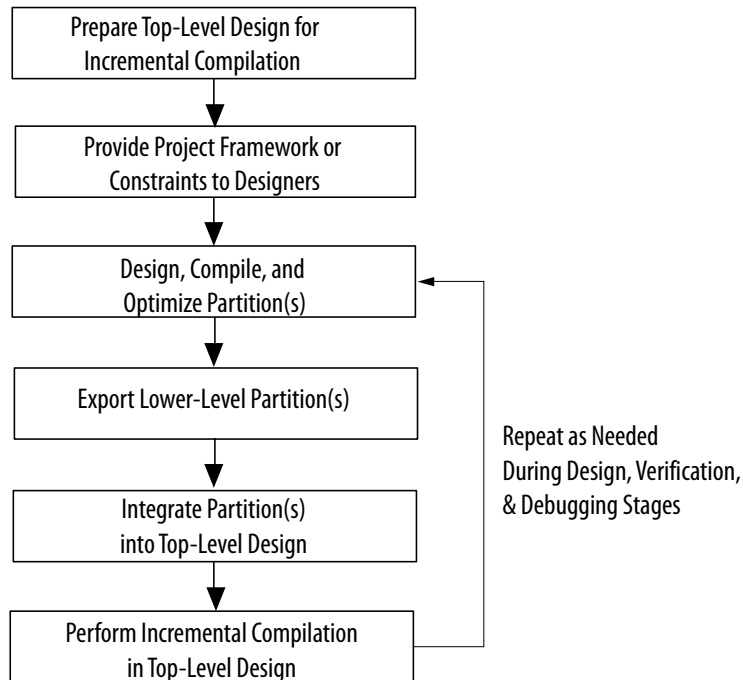 Prepare Top-Level Design for
Incremental Compilation
Provide Project Framework or
Constraints to Designers
Design, Compile, and
Optimize Partition(s)
Export Lower-Level Partition(s)
Repeat as Needed
During Design, Verification,
& Debugging Stages
Integrate Partition(s)
into Top-Level Design
Perform Incremental Compilation
in Top-Level Design